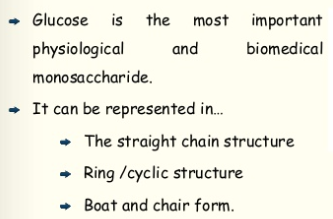 Glucose is the most important
physiological and biomedical
monosaccharide.
It can be represented in…
The straight chain structure
Ring /cyclic structure
Boat and chair form.